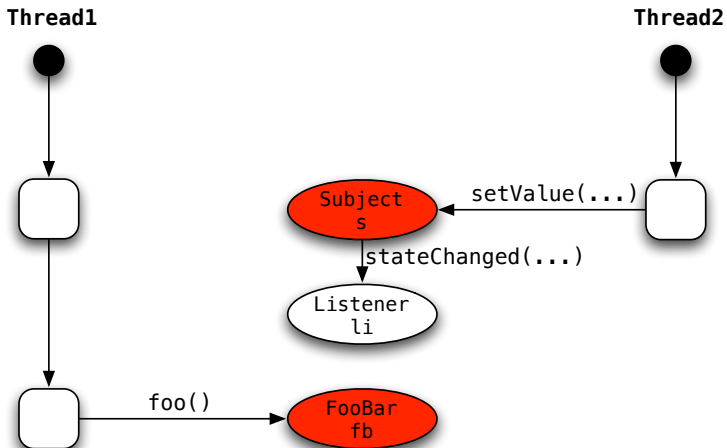 Thread1
Thread2
Subject
s
setValue(...)
stateChanged(...)
Listener
li
foo()
FooBar
fb